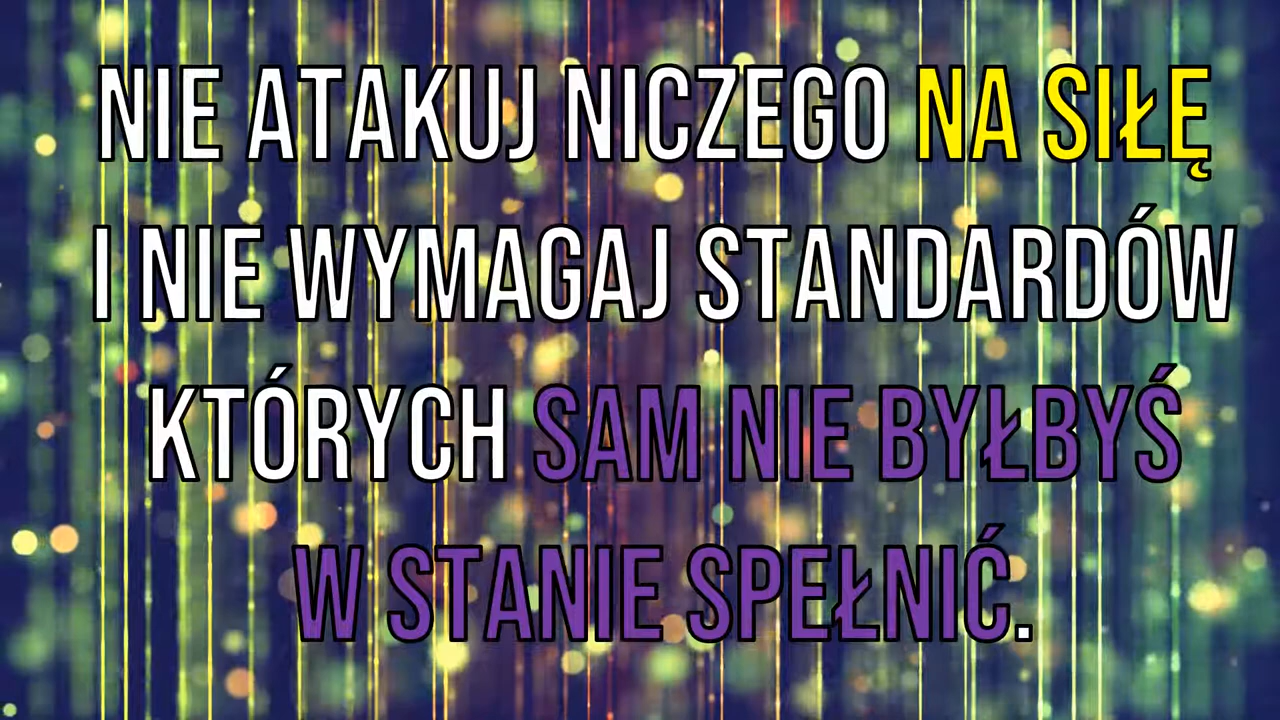 NIE ATAKUJ NICZEGO NA SIŁĘ
I NIE WYMAGAJ STANDARDÓW
KTÓRYCH SAM NIE BYŁBYŚ
W STANIE SPEŁNIĆ.